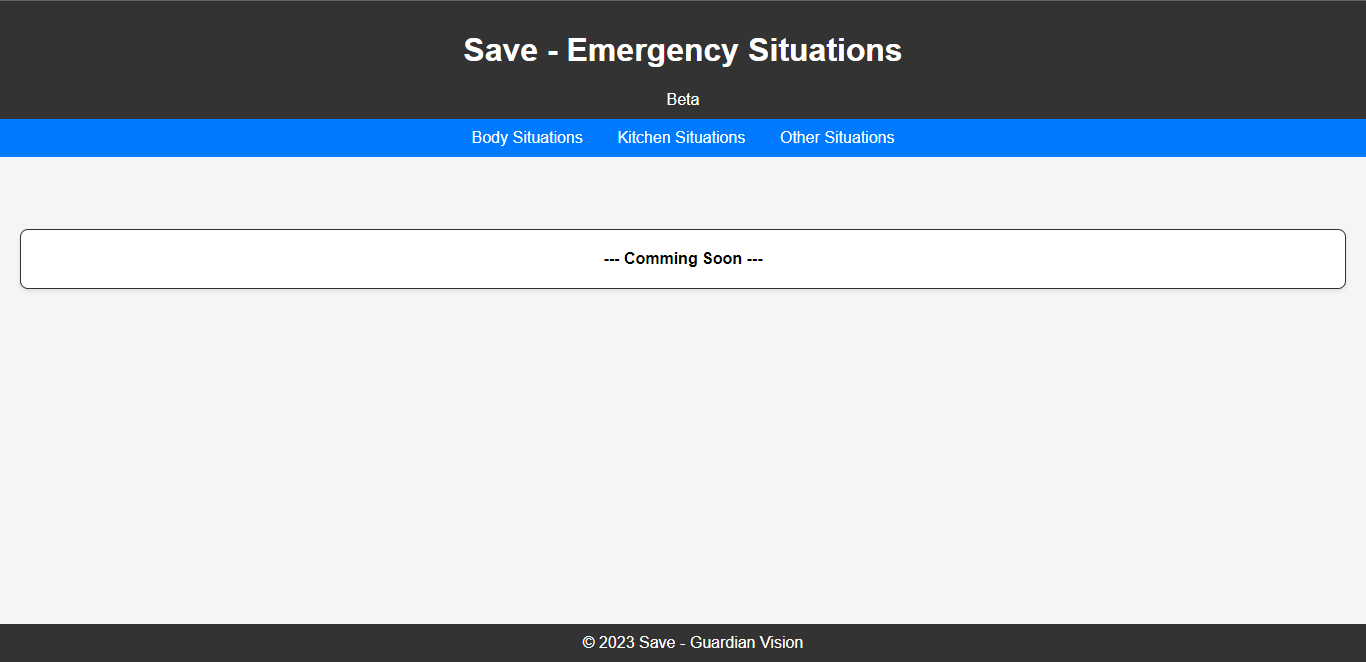 Save - Emergency Situations
Beta
Body Situations Kitchen Situations Other Situations
--- Comming Soon ---
© 2023 Save - Guardian Vision